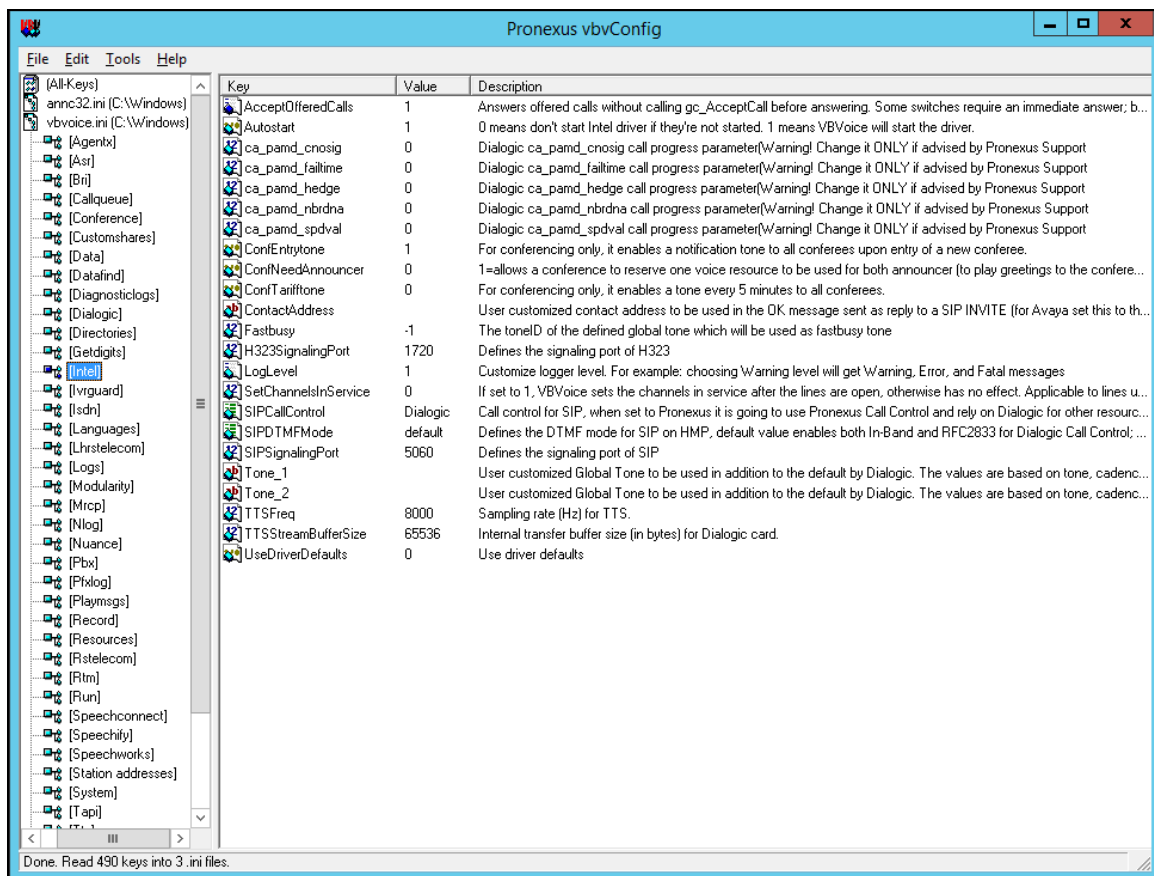 Pronexus vbvConfig
File Edit Tools Help
(All-Keys)
annc32.ini (C:\Windows)
vbvoice.ini (C:\Windows)
[Agentx]
[Asr]
[Bri]
[Callqueue]
[Conference]
[Customshares]
[Data]
[Datafind]
[Diagnosticlogs]
[Dialogic]
[Directories]
[Getdigits]
[Intel]
[Ivrguard]
[Isdn]
[Languages]
[Lhrstelecom]
[Logs]
[Modularity]
[Mrcp]
[Nlog]
[Nuance]
[Pbx]
[Pfxlog]
[Playmsgs]
[Record]
[Resources]
[Rstelecom]
[Rtm]
[Run]
[Speechconnect]
[Speechify]
[Speechworks]
[Station addresses]
[System]
[Tapi]
Key Value Description
AcceptOfferedCalls 1 Answers offered calls without calling gc_AcceptCall before answering. Some switches require an immediate answer; b...
Autostart 1 0 means don't start Intel driver if they're not started. 1 means VBVoice will start the driver.
ca_pamd_cnosig 0 Dialogic ca_pamd_cnosig call progress parameter(Warning! Change it ONLY if advised by Pronexus Support
ca_pamd_failtime 0 Dialogic ca_pamd_failtime call progress parameter(Warning! Change it ONLY if advised by Pronexus Support
ca_pamd_hedge 0 Dialogic ca_pamd_hedge call progress parameter(Warning! Change it ONLY if advised by Pronexus Support
ca_pamd_nbrdna 0 Dialogic ca_pamd_nbrdna call progress parameter(Warning! Change it ONLY if advised by Pronexus Support
ca_pamd_spdval 0 Dialogic ca_pamd_spdval call progress parameter(Warning! Change it ONLY if advised by Pronexus Support
ConfEntrytone 1 For conferencing only, it enables a notification tone to all conferees upon entry of a new conferee.
ConfNeedAnnouncer 0 1=allows a conference to reserve one voice resource to be used for both announcer (to play greetings to the confere...
ConfTarifftone 0 For conferencing only, it enables a tone every 5 minutes to all conferees.
ContactAddress User customized contact address to be used in the OK message sent as reply to a SIP INVITE (for Avaya set this to th...
Fastbusy -1 The toneID of the defined global tone which will be used as fastbusy tone
H323SignalingPort 1720 Defines the signaling port of H323
LogLevel 1 Customize logger level. For example: choosing Warning level will get Warning, Error, and Fatal messages
SetChannelsInService 0 If set to 1, VBVoice sets the channels in service after the lines are open, otherwise has no effect. Applicable to lines u...
SIPCallControl Dialogic Call control for SIP, when set to Pronexus it is going to use Pronexus Call Control and rely on Dialogic for other resourc...
SIPDTMFMode default Defines the DTMF mode for SIP on HMP, default value enables both In-Band and RFC2833 for Dialogic Call Control; ...
SIPSignalingPort 5060 Defines the signaling port of SIP
Tone_1 User customized Global Tone to be used in addition to the default by Dialogic. The values are based on tone, cadenc...
Tone_2 User customized Global Tone to be used in addition to the default by Dialogic. The values are based on tone, cadenc...
TTSFreq 8000 Sampling rate (Hz) for TTS.
TTSStreamBufferSize 65536 Internal transfer buffer size (in bytes) for Dialogic card.
UseDriverDefaults 0 Use driver defaults
Done. Read 490 keys into 3 .ini files.